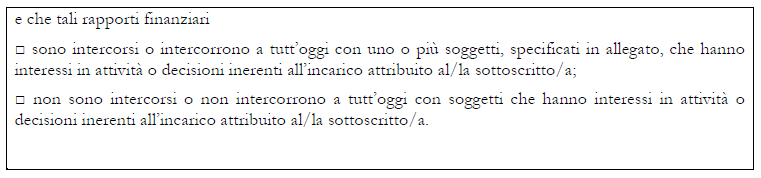 e che tali rapporti finanziari
□ sono intercorsi o intercorrono a tutt'oggi con uno o più soggetti, specificati in allegato, che hanno
interessi in attività o decisioni inerenti all'incarico attribuito al/la sottoscritto/a;
□ non sono intercorsi o non intercorrono a tutt'oggi con soggetti che hanno interessi in attività o
decisioni inerenti all'incarico attribuito al/la sottoscritto/a.